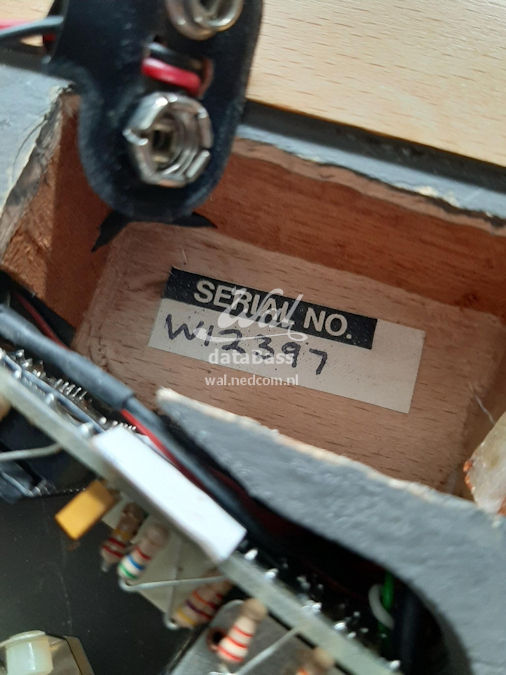 SERIAL NO.
W12397
Wal
dataBass
wal.nedcom.nl